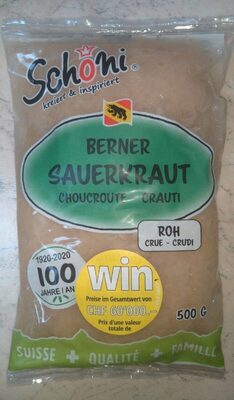 Schöni®
kreiert & inspiriert
BERNER
SAUERKRAUT
CHOUCROUTE - CRAUTI
ROH
CRUE - CRUDI
1920-2020
100
JAHRE | AN
win
Preise im Gesamtwert von
CHF 60'000.–
Prix d'une valeur
totale de
500 G
SUISSE + QUALITÉ + FAMILLE